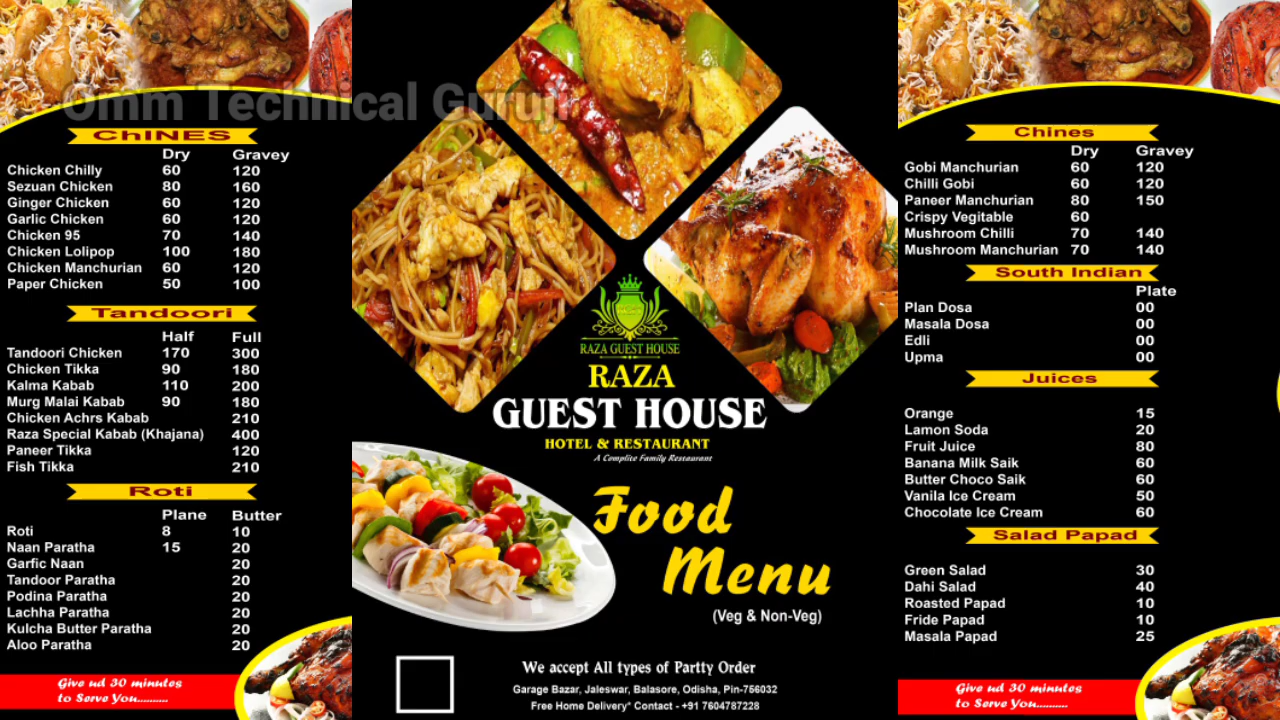 Omm Technical Guruji
ChINES
Dry Gravey
Chicken Chilly 60 120
Sezuan Chicken 80 160
Ginger Chicken 60 120
Garlic Chicken 60 120
Chicken 95 70 140
Chicken Lolipop 100 180
Chicken Manchurian 60 120
Paper Chicken 50 100
Tandoori
Half Full
Tandoori Chicken 170 300
Chicken Tikka 90 180
Kalma Kabab 110 200
Murg Malai Kabab 90 180
Chicken Achrs Kabab 210
Raza Special Kabab (Khajana) 400
Paneer Tikka 120
Fish Tikka 210
Roti
Plane Butter
Roti 8 10
Naan Paratha 15 20
Garfic Naan 20
Tandoor Paratha 20
Podina Paratha 20
Lachha Paratha 20
Kulcha Butter Paratha 20
Aloo Paratha 20
Give ud 30 minutes
to Serve You..........
RAZA GUEST HOUSE
RAZA
GUEST HOUSE
HOTEL & RESTAURANT
A Complite Family Restaurant
Food
Menu
(Veg & Non-Veg)
We accept All types of Partty Order
Garage Bazar, Jaleswar, Balasore, Odisha, Pin-756032
Free Home Delivery* Contact - +91 7604787228
Chines
Dry Gravey
Gobi Manchurian 60 120
Chilli Gobi 60 120
Paneer Manchurian 80 150
Crispy Vegitable 60
Mushroom Chilli 70 140
Mushroom Manchurian 70 140
South Indian
Plate
Plan Dosa 00
Masala Dosa 00
Edli 00
Upma 00
Juices
Orange 15
Lamon Soda 20
Fruit Juice 80
Banana Milk Saik 60
Butter Choco Saik 60
Vanila Ice Cream 50
Chocolate Ice Cream 60
Salad Papad
Green Salad 30
Dahi Salad 40
Roasted Papad 10
Fride Papad 10
Masala Papad 25
Give ud 30 minutes
to Serve You..........